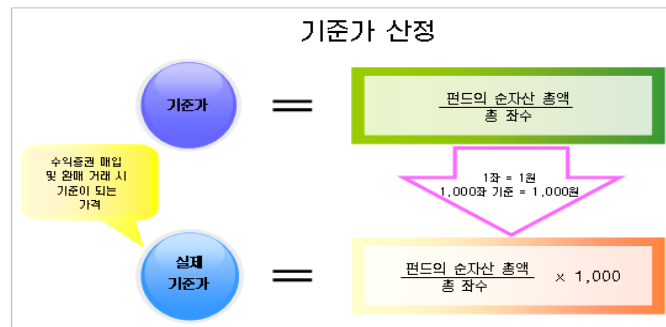 기준가 산정
기준가
=
펀드의 순자산 총액
총 좌수
1좌 = 1원
1,000좌 기준 = 1,000원
수익증권 매입
및 환매 거래 시
기준이 되는
가격
실제
기준가
=
펀드의 순자산 총액
총 좌수
x 1,000